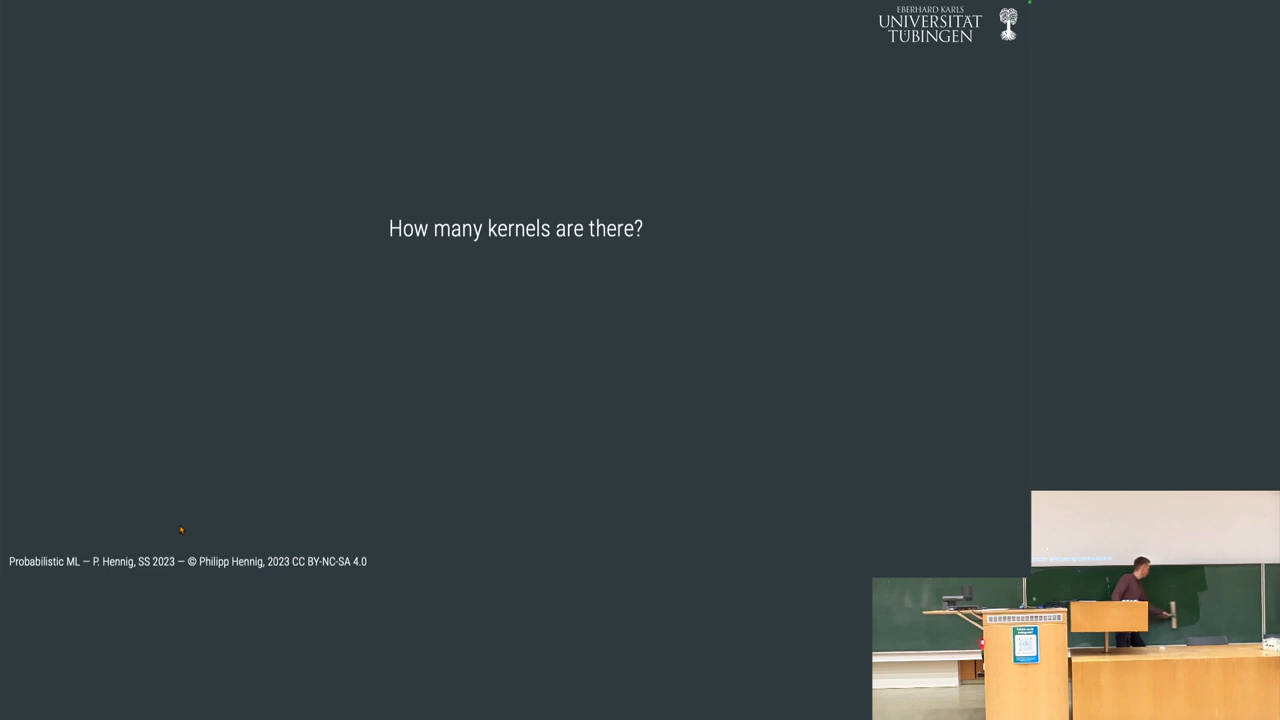 EBERHARD KARLS
UNIVERSITÄT
TÜBINGEN
How many kernels are there?
Probabilistic ML — P. Hennig, SS 2023 — © Philipp Hennig, 2023 CC BY-NC-SA 4.0